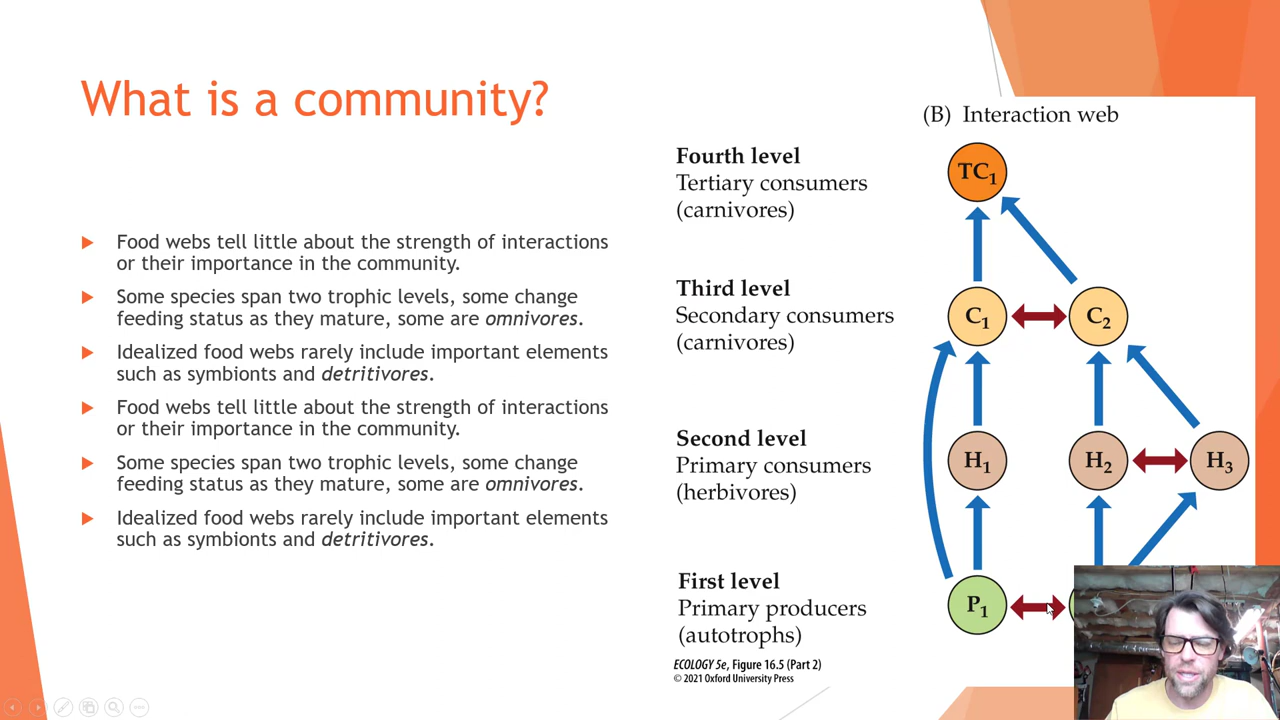 What is a community?
Food webs tell little about the strength of interactions
or their importance in the community.
Some species span two trophic levels, some change
feeding status as they mature, some are omnivores.
Idealized food webs rarely include important elements
such as symbionts and detritivores.
Food webs tell little about the strength of interactions
or their importance in the community.
Some species span two trophic levels, some change
feeding status as they mature, some are omnivores.
Idealized food webs rarely include important elements
such as symbionts and detritivores.
(B) Interaction web
Fourth level
Tertiary consumers
(carnivores)
TC1
Third level
Secondary consumers
(carnivores)
C1
C2
Second level
Primary consumers
(herbivores)
H1
H2
H3
First level
Primary producers
(autotrophs)
P1
ECOLOGY 5e, Figure 16.5 (Part 2)
© 2021 Oxford University Press